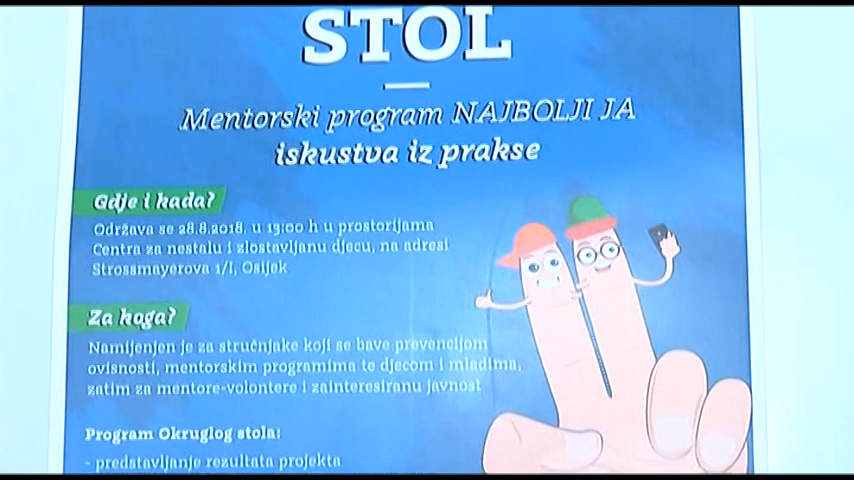 STOL
Mentorski program NAJBOLJI JA
iskustva iz prakse
Gdje i kada?
Održava se 28.8.2018. u 13:00 h u prostorijama
Centra za nestalu i zlostavljanu djecu, na adresi
Strossmayerova 1/I, Osijek
Za koga?
Namijenjen je za stručnjake koji se bave prevencijom
ovisnosti, mentorskim programima te djecom i mladima,
zatim za mentore-volontere i zainteresiranu javnost
Program Okruglog stola:
- predstavljanje rezultata projekta